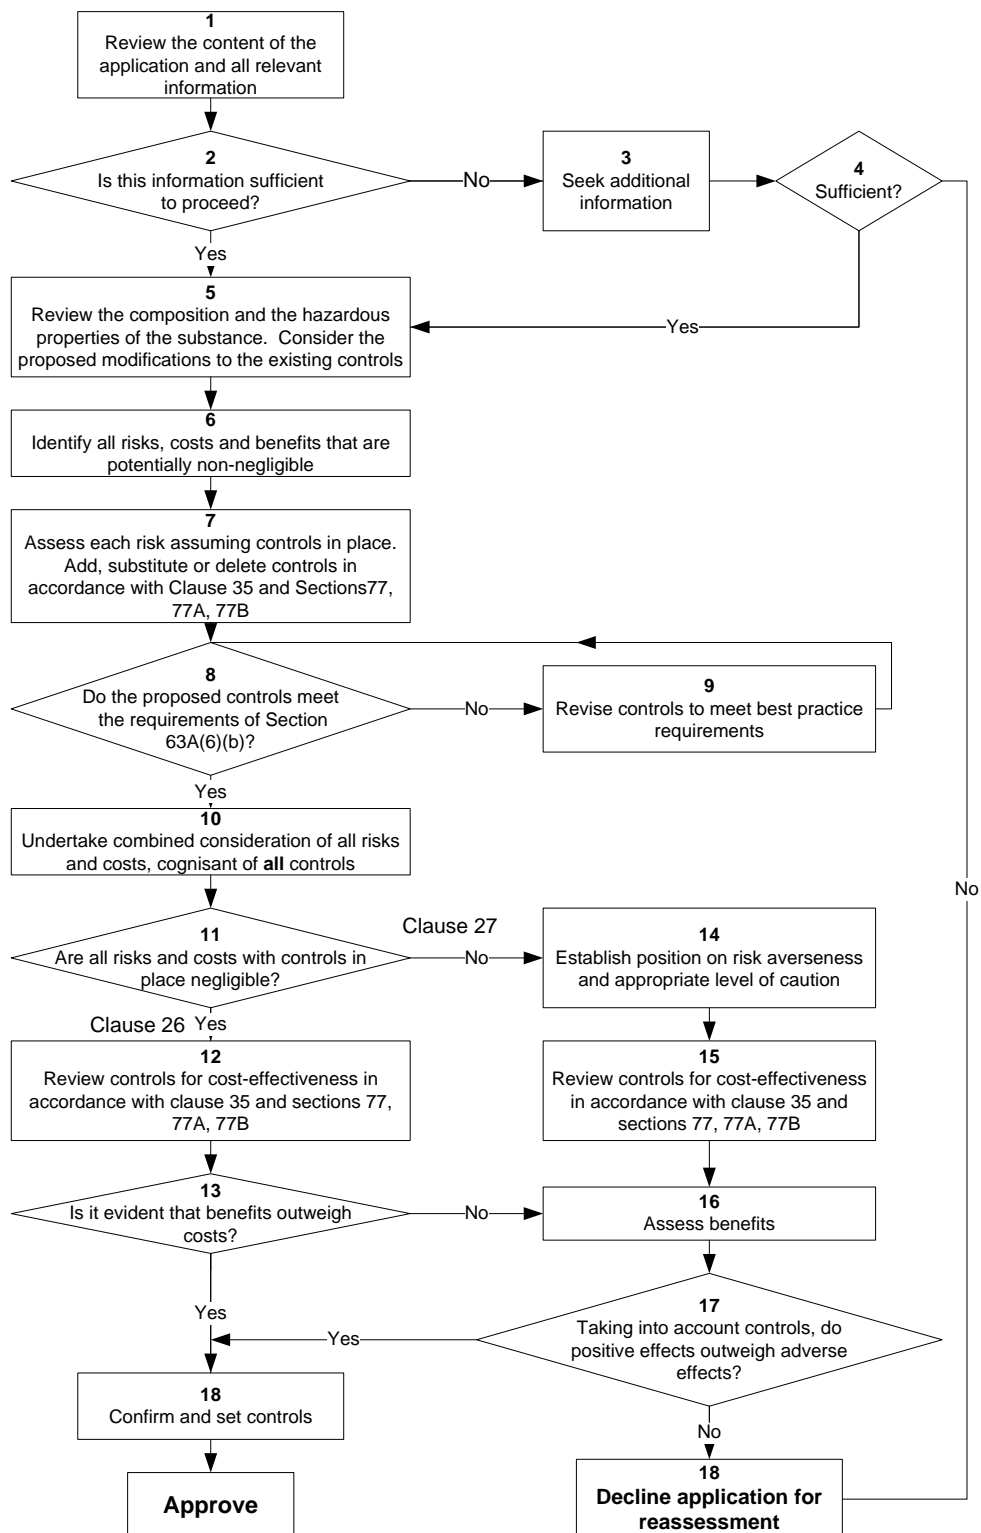 1
Review the content of the
application and all relevant
information
2
Is this information sufficient
to proceed?
No
3
Seek additional
information
4
Sufficient?
Yes
5
Review the composition and the hazardous
properties of the substance.  Consider the
proposed modifications to the existing controls
Yes
6
Identify all risks, costs and benefits that are
potentially non-negligible
7
Assess each risk assuming controls in place.
Add, substitute or delete controls in
accordance with Clause 35 and Sections77,
77A, 77B
8
Do the proposed controls meet
the requirements of Section
63A(6)(b)?
No
9
Revise controls to meet best practice
requirements
Yes
10
Undertake combined consideration of all risks
and costs, cognisant of all controls
No
11
Are all risks and costs with controls in
place negligible?
Clause 27
No
14
Establish position on risk averseness
and appropriate level of caution
Clause 26
Yes
12
Review controls for cost-effectiveness in
accordance with clause 35 and sections 77,
77A, 77B
15
Review controls for cost-effectiveness
in accordance with clause 35 and
sections 77, 77A, 77B
13
Is it evident that benefits outweigh
costs?
No
16
Assess benefits
Yes
17
Taking into account controls, do
positive effects outweigh adverse
effects?
Yes
18
Confirm and set controls
No
Approve
18
Decline application for
reassessment